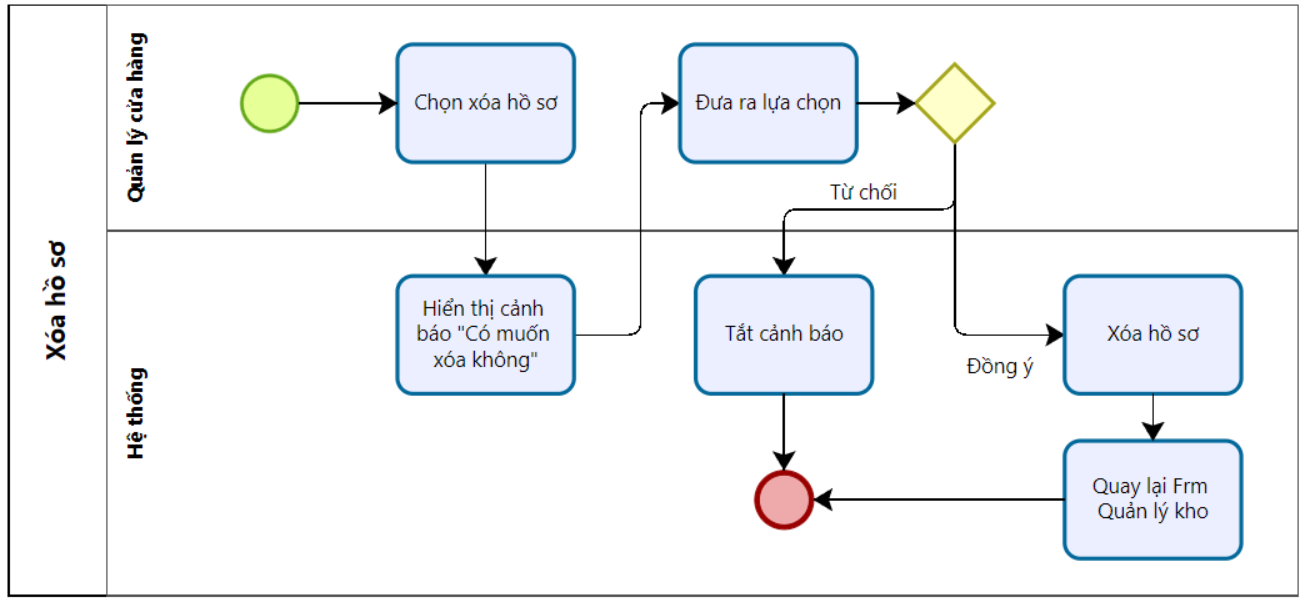 Xóa hồ sơ
Quản lý cửa hàng
Chọn xóa hồ sơ
Đưa ra lựa chọn
Từ chối
Hệ thống
Hiển thị cảnh
báo "Có muốn
xóa không"
Tắt cảnh báo
Đồng ý
Xóa hồ sơ
Quay lại Frm
Quản lý kho